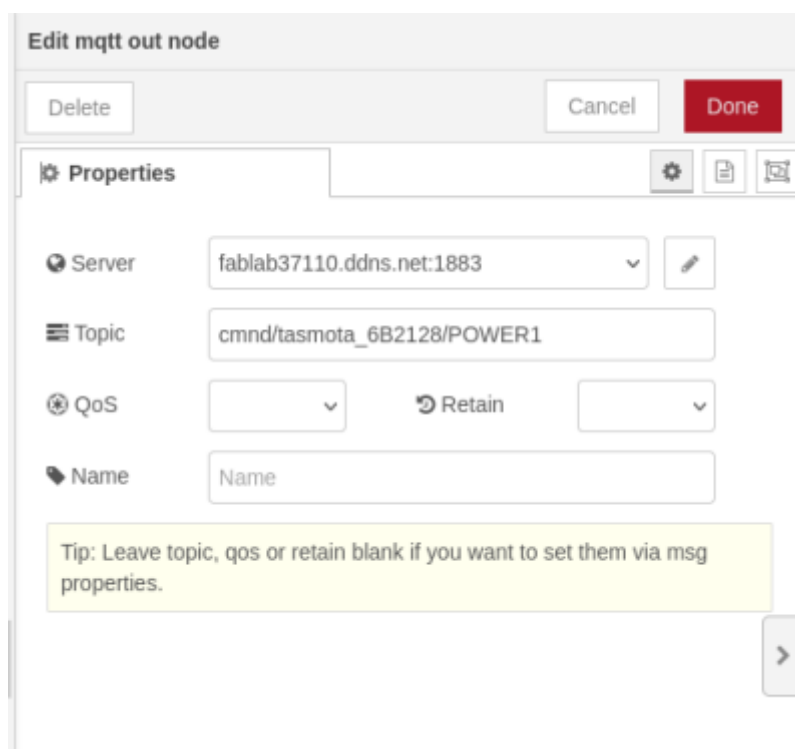 Edit mqtt out node
Delete
Cancel
Done
Properties
Server
fablab37110.ddns.net:1883
Topic
cmnd/tasmota_6B2128/POWER1
QoS
Retain
Name
Name
Tip: Leave topic, qos or retain blank if you want to set them via msg
properties.